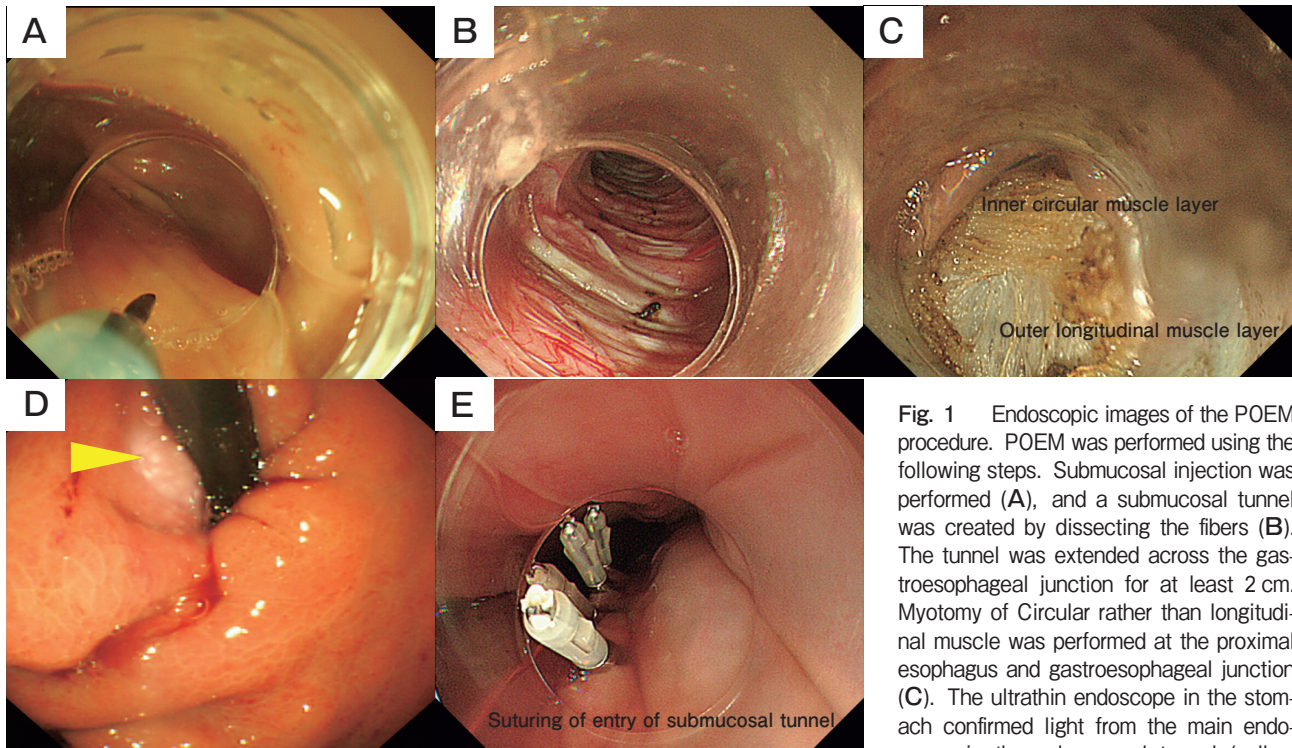 A
B
C
Inner circular muscle layer
Outer longitudinal muscle layer
D
E
Suturing of entry of submucosal tunnel
Fig. 1 Endoscopic images of the POEM
procedure. POEM was performed using the
following steps. Submucosal injection was
performed (A), and a submucosal tunnel
was created by dissecting the fibers (B).
The tunnel was extended across the gas-
troesophageal junction for at least 2 cm.
Myotomy of Circular rather than longitudi-
nal muscle was performed at the proximal
esophagus and gastroesophageal junction
(C). The ultrathin endoscope in the stom-
ach confirmed light from the main endo-